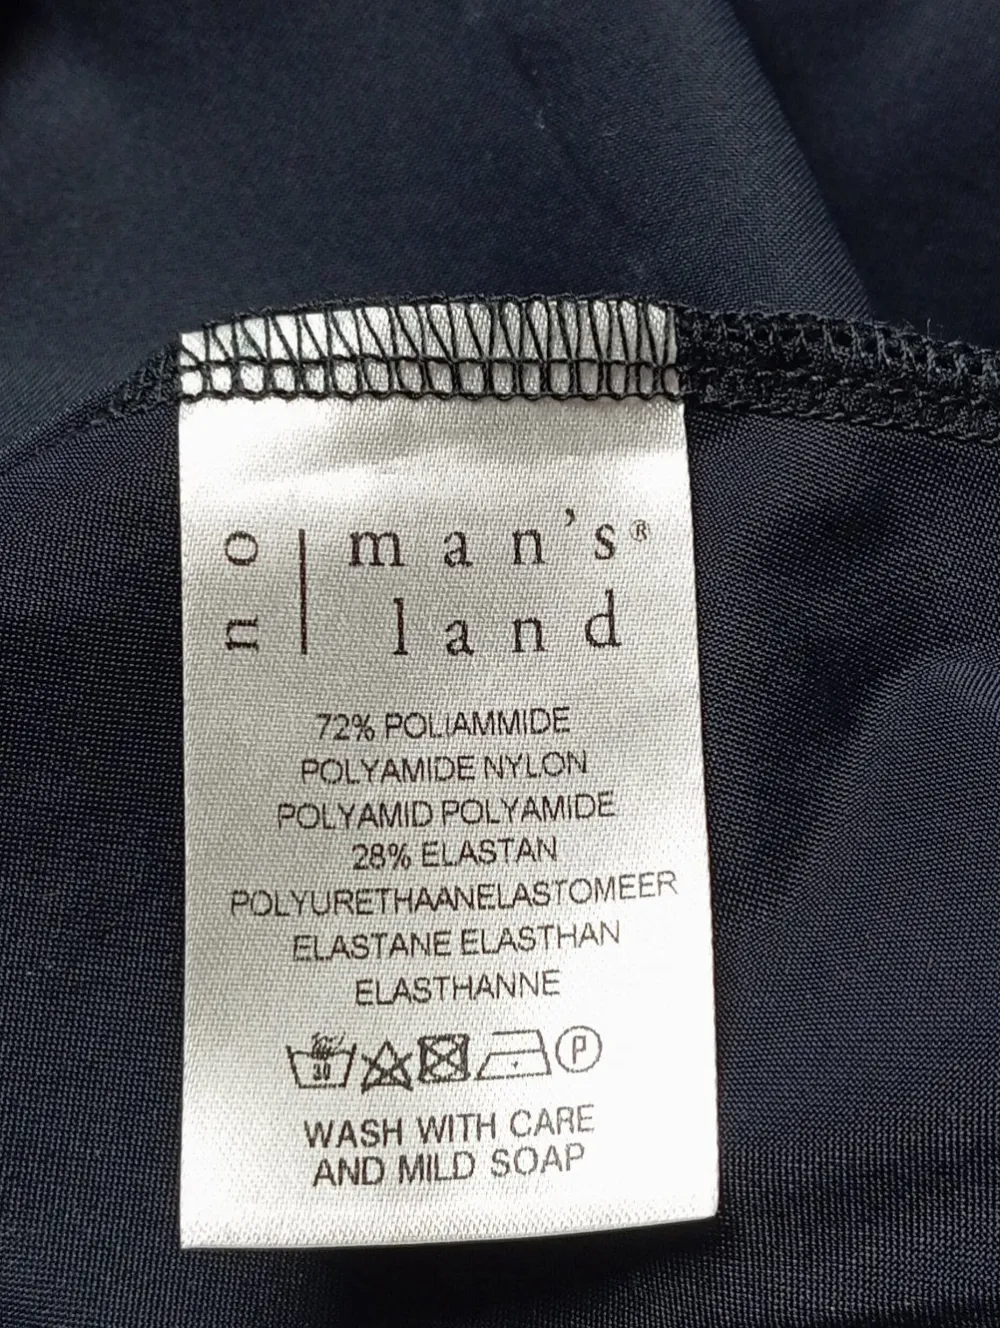 no | man's®
land
72% POLIAMMIDE
POLYAMIDE NYLON
POLYAMID POLYAMIDE
28% ELASTAN
POLYURETHAANELASTOMEER
ELASTANE ELASTHAN
ELASTHANNE
30 P
WASH WITH CARE
AND MILD SOAP